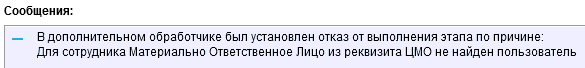 Сообщения:
В дополнительном обработчике был установлен отказ от выполнения этапа по причине:
Для сотрудника Материально Ответственное Лицо из реквизита ЦМО не найден пользователь